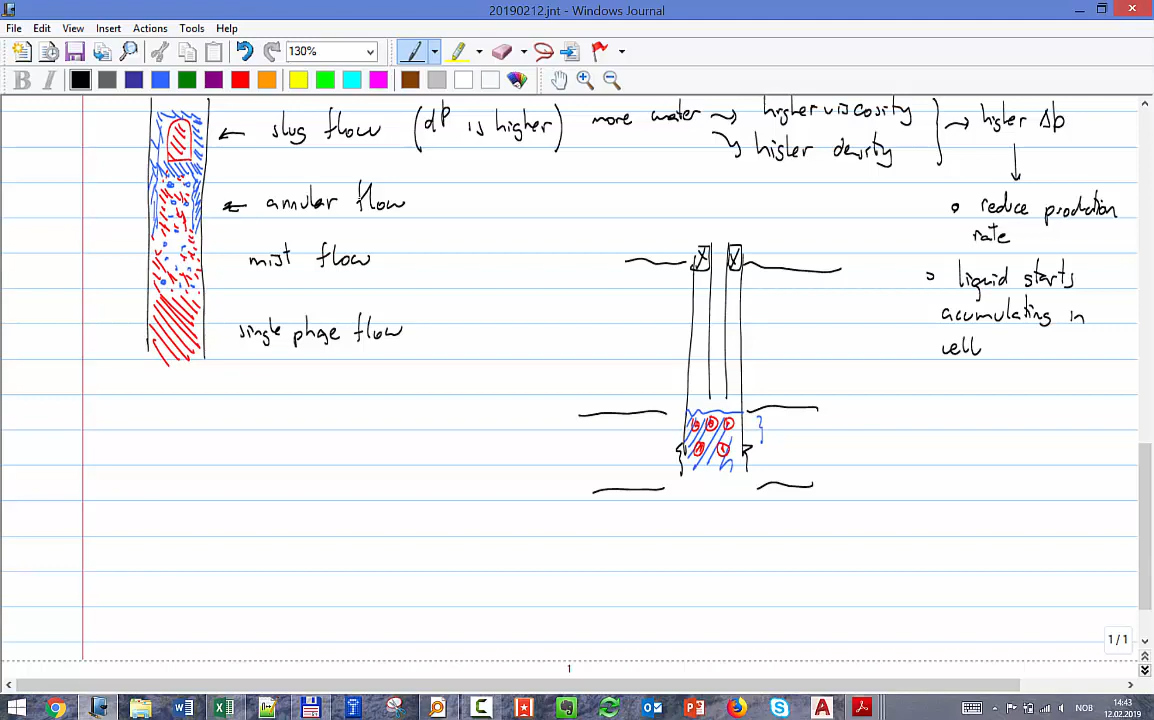 20190212.jnt - Windows Journal
File Edit View Insert Actions Tools Help
130%
B I
← slug flow (dP is higher) more water → higher viscosity → higher Δp
higher density
← annular flow
• reduce production
rate
mist flow
• liquid starts
acumulating in
single phase flow
1 / 1
1
14:43
NOB
12.02.2019